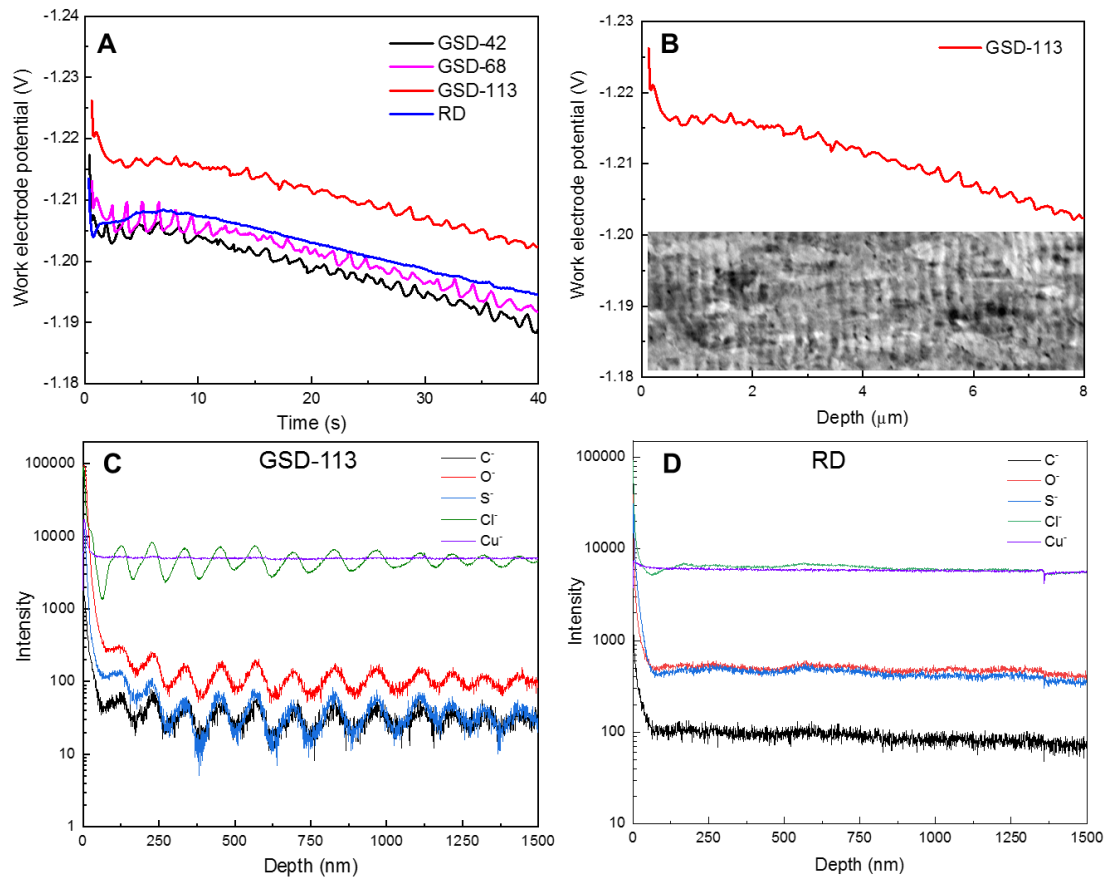 A
GSD-42
GSD-68
GSD-113
RD
-1.24
-1.23
-1.22
-1.21
-1.20
-1.19
-1.18
Work electrode potential (V)
0 5 10 15 20 25 30 35 40
Time (s)
B
GSD-113
-1.23
-1.22
-1.21
-1.20
-1.19
-1.18
Work electrode potential (V)
0 2 4 6 8
Depth (μm)
C
GSD-113
C⁻
O⁻
S⁻
Cl⁻
Cu⁻
100000
10000
1000
100
10
1
Intensity
0 250 500 750 1000 1250 1500
Depth (nm)
D
RD
C⁻
O⁻
S⁻
Cl⁻
Cu⁻
100000
10000
1000
100
10
Intensity
0 250 500 750 1000 1250 1500
Depth (nm)